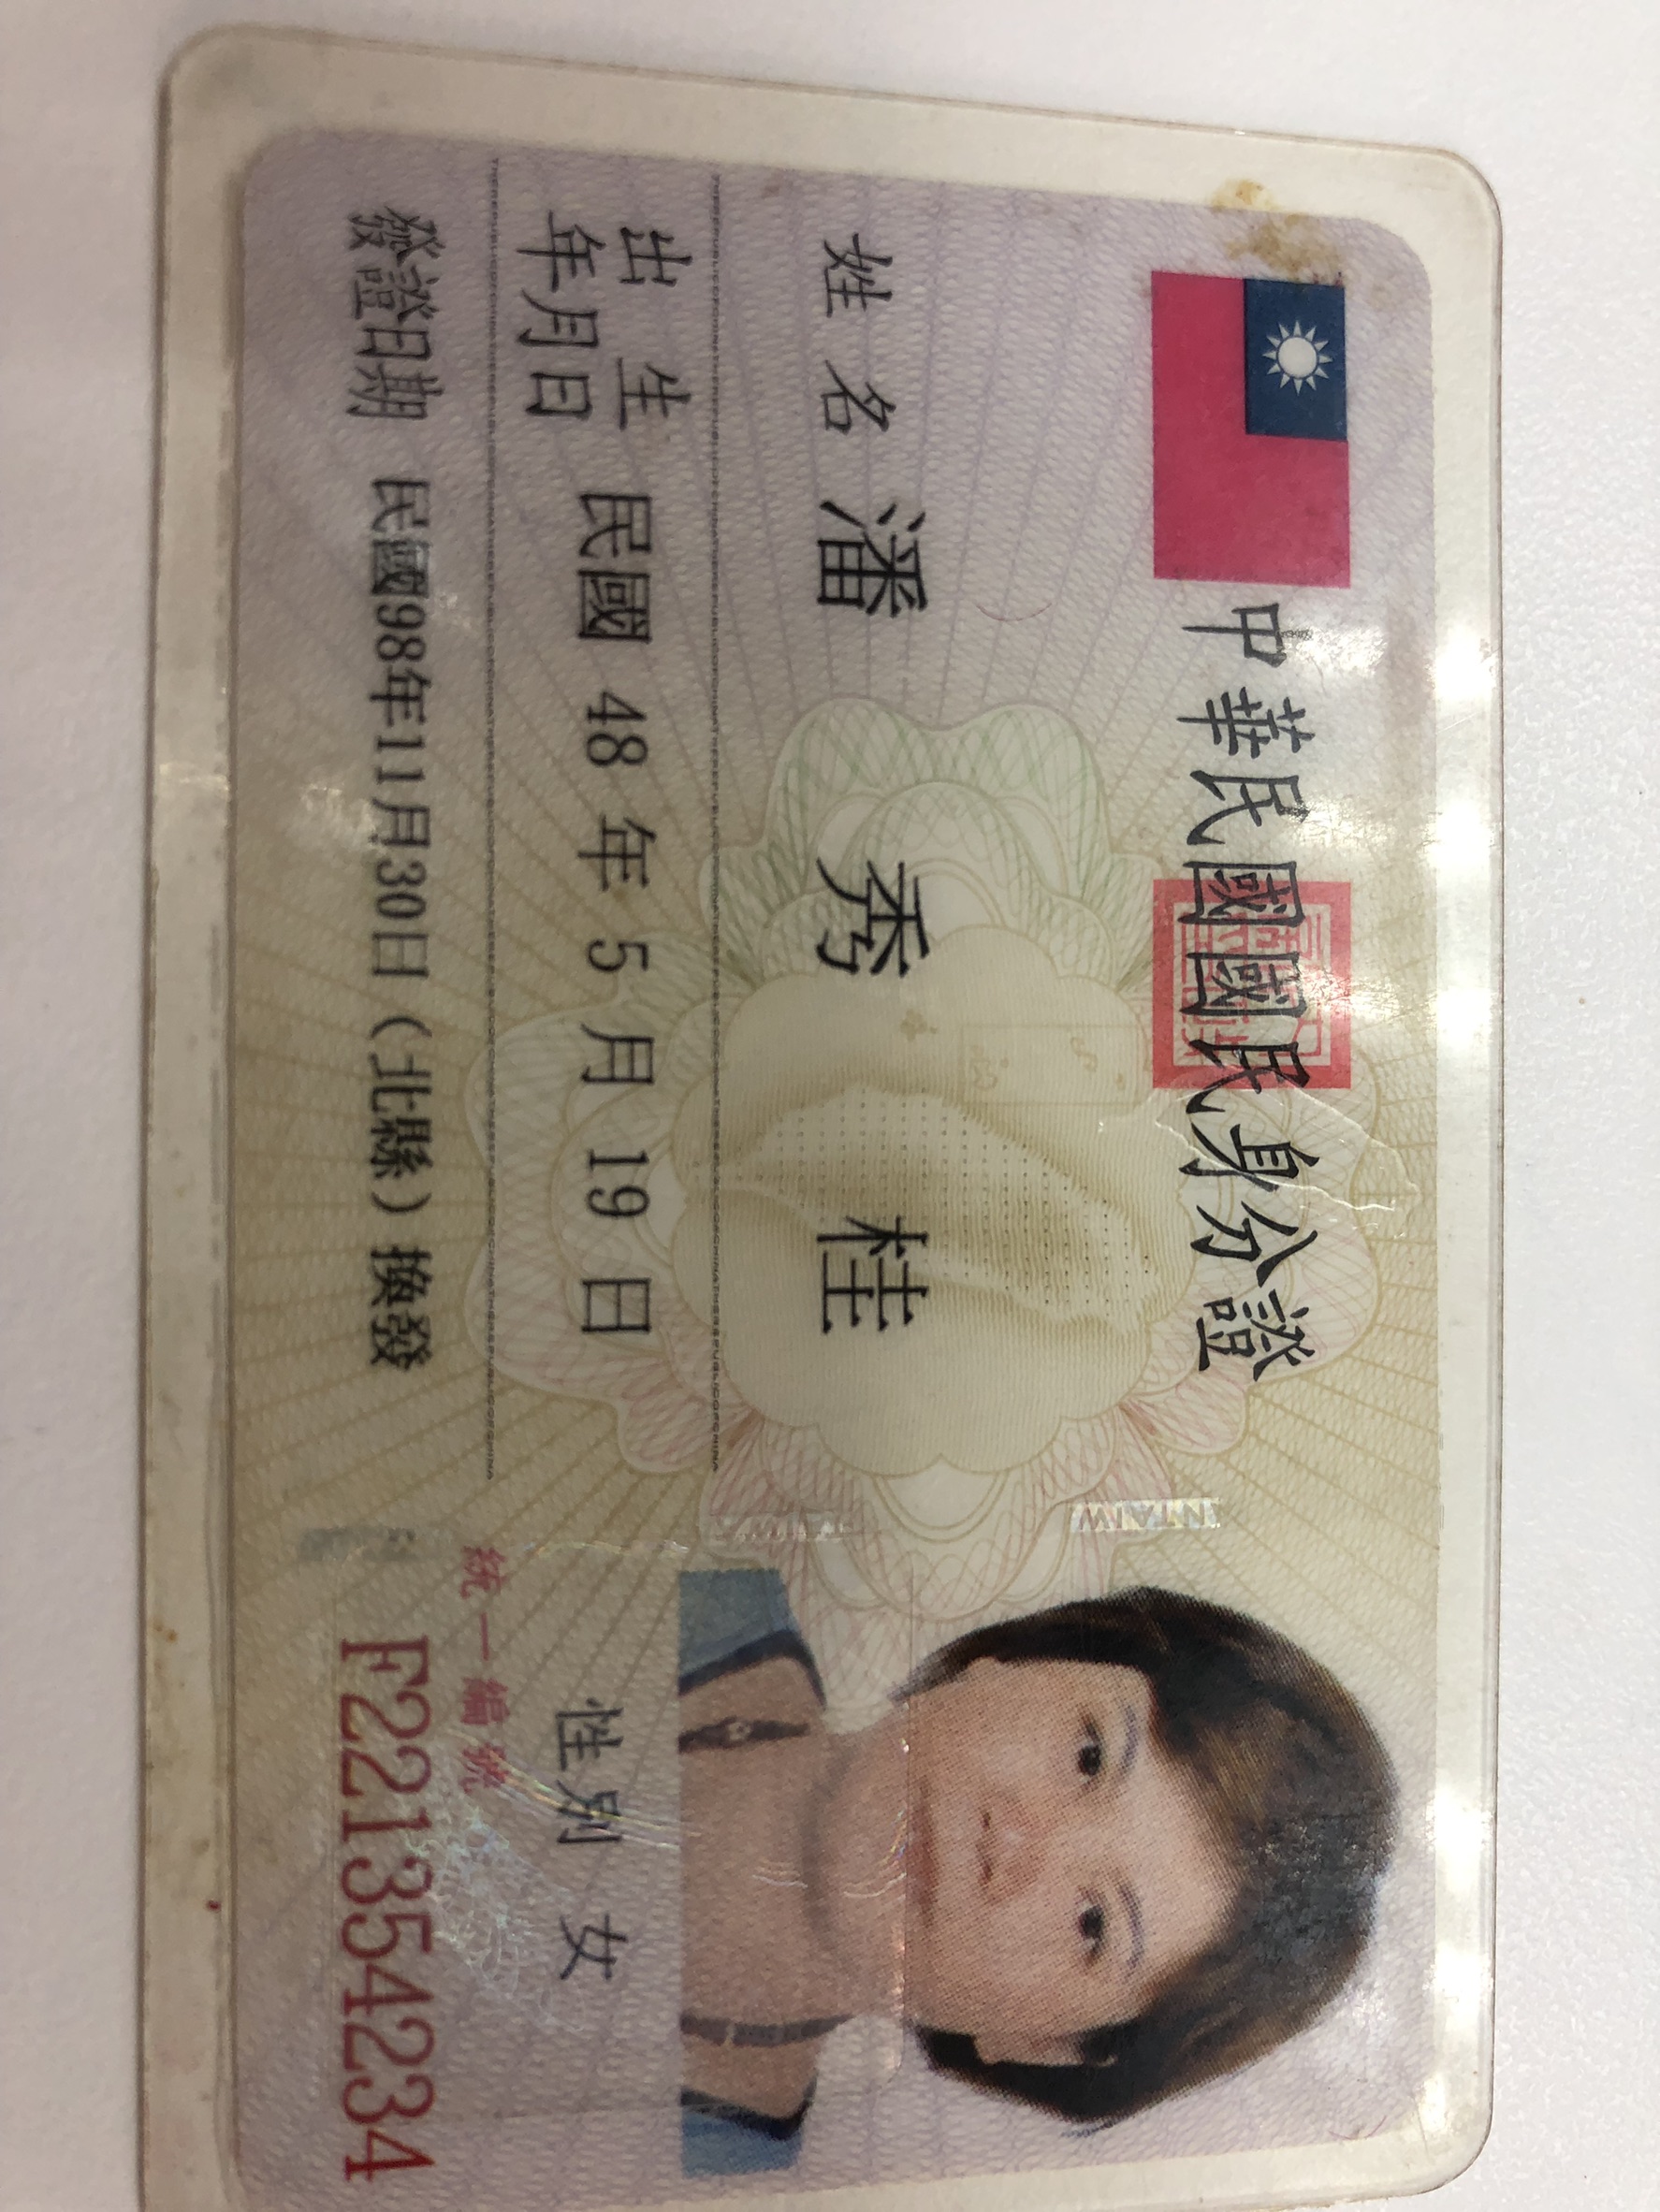 中華民國國民身分證
姓名 潘秀桂
出生年月日 民國 48 年 5 月 19 日
性別 女
發證日期 民國98年11月30日（北縣）換發
統一編號
F221354234